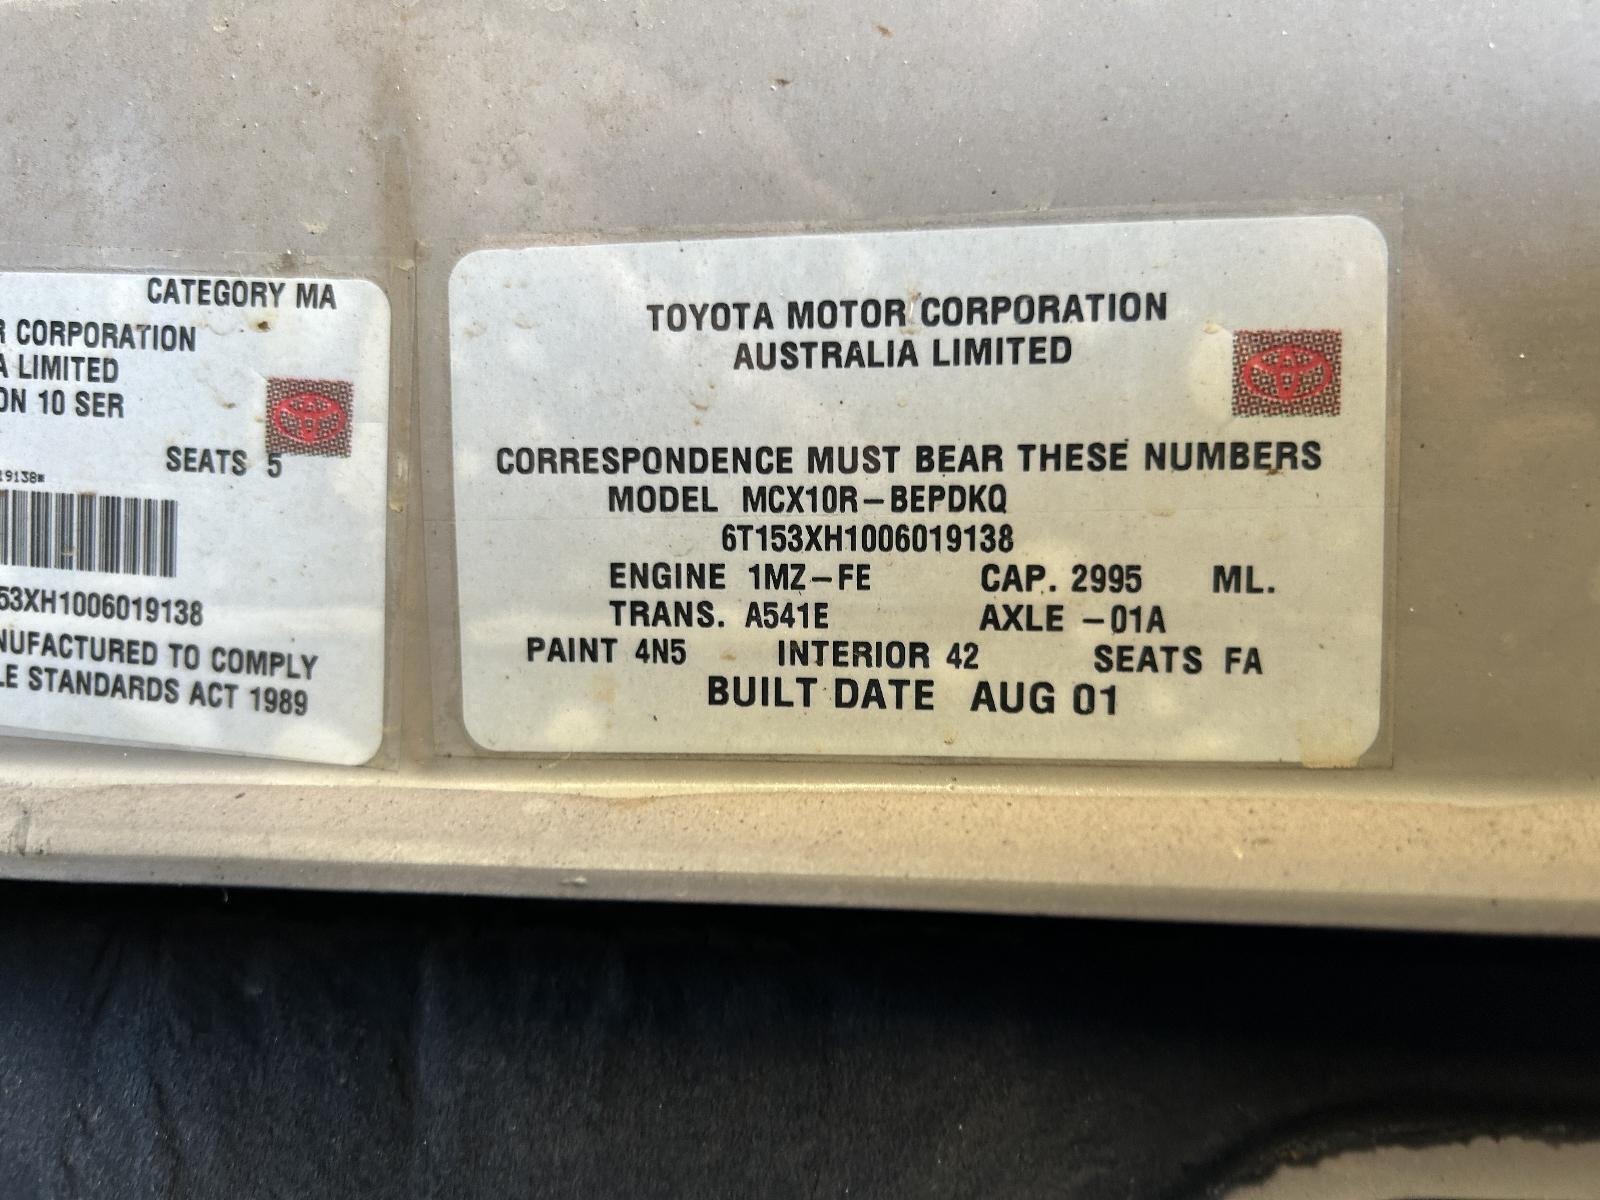 CATEGORY MA
R CORPORATION
A LIMITED
ON 10 SER
SEATS 5
19138*
53XH1006019138
NUFACTURED TO COMPLY
LE STANDARDS ACT 1989
TOYOTA MOTOR CORPORATION
AUSTRALIA LIMITED
CORRESPONDENCE MUST BEAR THESE NUMBERS
MODEL MCX10R-BEPDKQ
6T153XH1006019138
ENGINE 1MZ-FE CAP. 2995 ML.
TRANS. A541E AXLE -01A
PAINT 4N5 INTERIOR 42 SEATS FA
BUILT DATE AUG 01